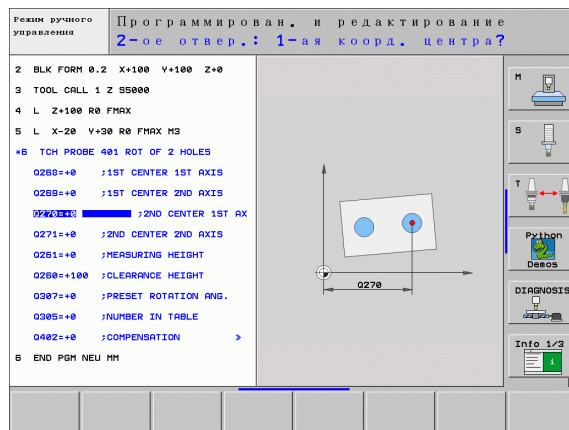 Режим ручного
управления
Программирован. и редактирование
2-ое отвер.: 1-ая коорд. центра?
2 BLK FORM 0.2 X+100 Y+100 Z+0
3 TOOL CALL 1 Z S5000
4 L Z+100 R0 FMAX
5 L X-20 Y+30 R0 FMAX M3
*6 TCH PROBE 401 ROT OF 2 HOLES
Q268=+0 ;1ST CENTER 1ST AXIS
Q269=+0 ;1ST CENTER 2ND AXIS
Q270=+0 ;2ND CENTER 1ST AX
Q271=+0 ;2ND CENTER 2ND AXIS
Q261=+0 ;MEASURING HEIGHT
Q260=+100 ;CLEARANCE HEIGHT
Q307=+0 ;PRESET ROTATION ANG.
Q305=+0 ;NUMBER IN TABLE
Q402=+0 ;COMPENSATION »
6 END PGM NEU MM
Q270
M
S
T
Python
Demos
DIAGNOSIS
Info 1/3
i